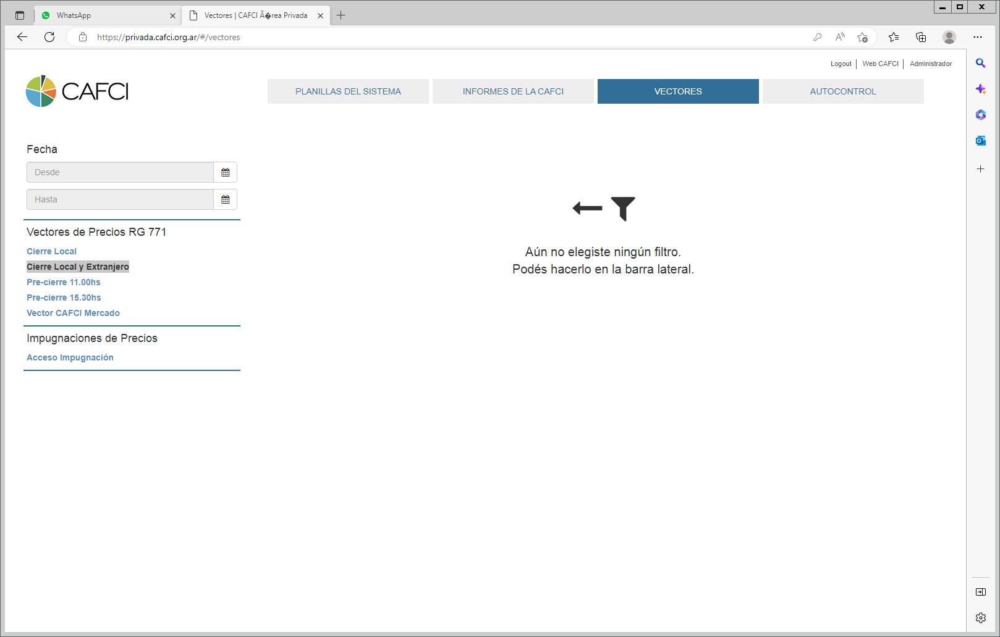 WhatsApp
Vectores | CAFCI Ã�rea Privada
https://privada.cafci.org.ar/#/vectores
Logout
Web CAFCI
Administrador
CAFCI
PLANILLAS DEL SISTEMA
INFORMES DE LA CAFCI
VECTORES
AUTOCONTROL
Fecha
Desde
Hasta
Vectores de Precios RG 771
Cierre Local
Cierre Local y Extranjero
Pre-cierre 11.00hs
Pre-cierre 15.30hs
Vector CAFCI Mercado
Impugnaciones de Precios
Acceso Impugnación
Aún no elegiste ningún filtro.
Podés hacerlo en la barra lateral.